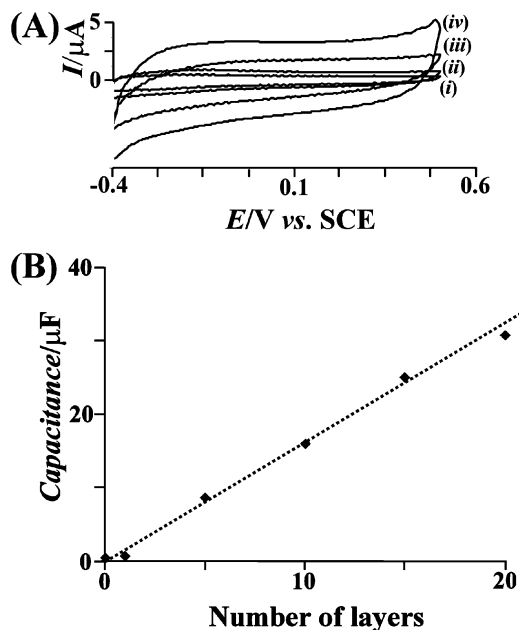 (A)
I/μA
5
0
(iv)
(iii)
(ii)
(i)
-0.4
0.1
0.6
E/V vs. SCE
(B)
Capacitance/μF
40
20
0
0
10
20
Number of layers